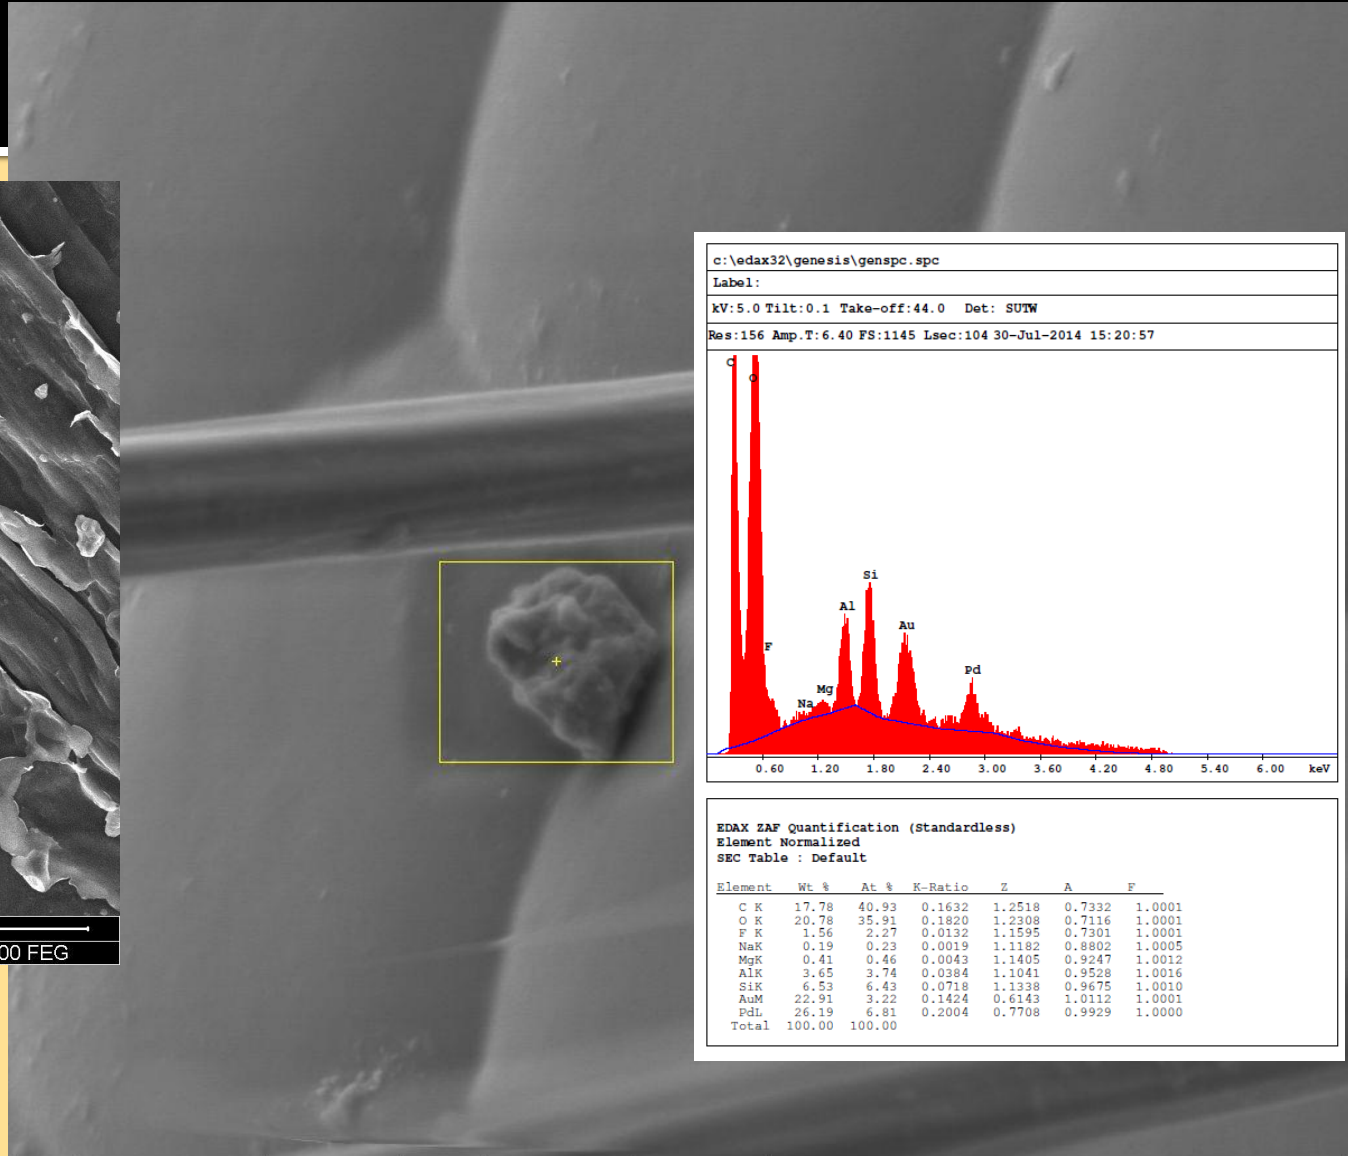 c:\edax32\genesis\genspc.spc
Label:
kV:5.0 Tilt:0.1 Take-off:44.0 Det: SUTW
Res:156 Amp.T:6.40 FS:1145 Lsec:104 30-Jul-2014 15:20:57
C
O
F
Na
Mg
Al
Si
Au
Pd
0.60 1.20 1.80 2.40 3.00 3.60 4.20 4.80 5.40 6.00 keV
EDAX ZAF Quantification (Standardless)
Element Normalized
SEC Table : Default
Element Wt % At % K-Ratio Z A F
C K 17.78 40.93 0.1632 1.2518 0.7332 1.0001
O K 20.78 35.91 0.1820 1.2308 0.7116 1.0001
F K 1.56 2.27 0.0132 1.1595 0.7301 1.0001
NaK 0.19 0.23 0.0019 1.1182 0.8802 1.0005
MgK 0.41 0.46 0.0043 1.1405 0.9247 1.0012
AlK 3.65 3.74 0.0384 1.1041 0.9528 1.0016
SiK 6.53 6.43 0.0718 1.1338 0.9675 1.0010
AuM 22.91 3.22 0.1424 0.6143 1.0112 1.0001
PdL 26.19 6.81 0.2004 0.7708 0.9929 1.0000
Total 100.00 100.00
00 FEG